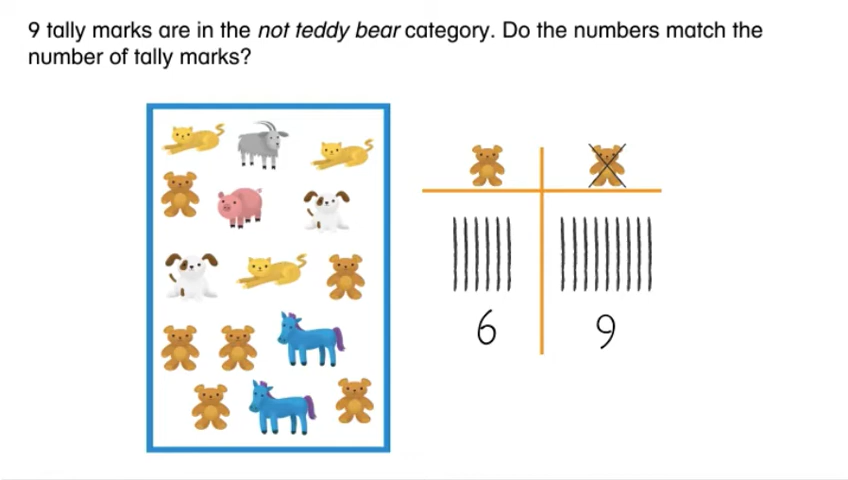 9 tally marks are in the not teddy bear category. Do the numbers match the
number of tally marks?
6 9